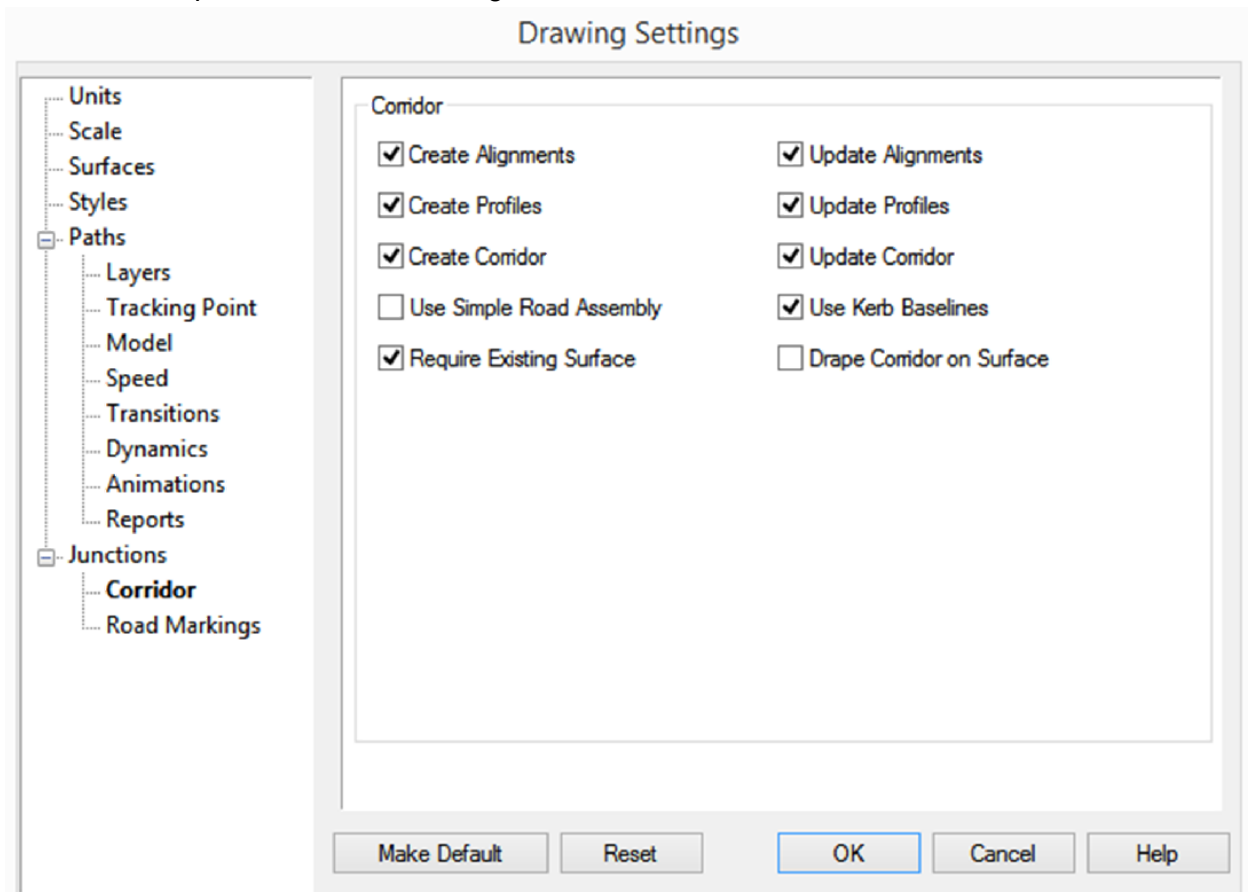 Drawing Settings
Units
Scale
Surfaces
Styles
Paths
Layers
Tracking Point
Model
Speed
Transitions
Dynamics
Animations
Reports
Junctions
Corridor
Road Markings
Corridor
Create Alignments
Update Alignments
Create Profiles
Update Profiles
Create Corridor
Update Corridor
Use Simple Road Assembly
Use Kerb Baselines
Require Existing Surface
Drape Corridor on Surface
Make Default
Reset
OK
Cancel
Help